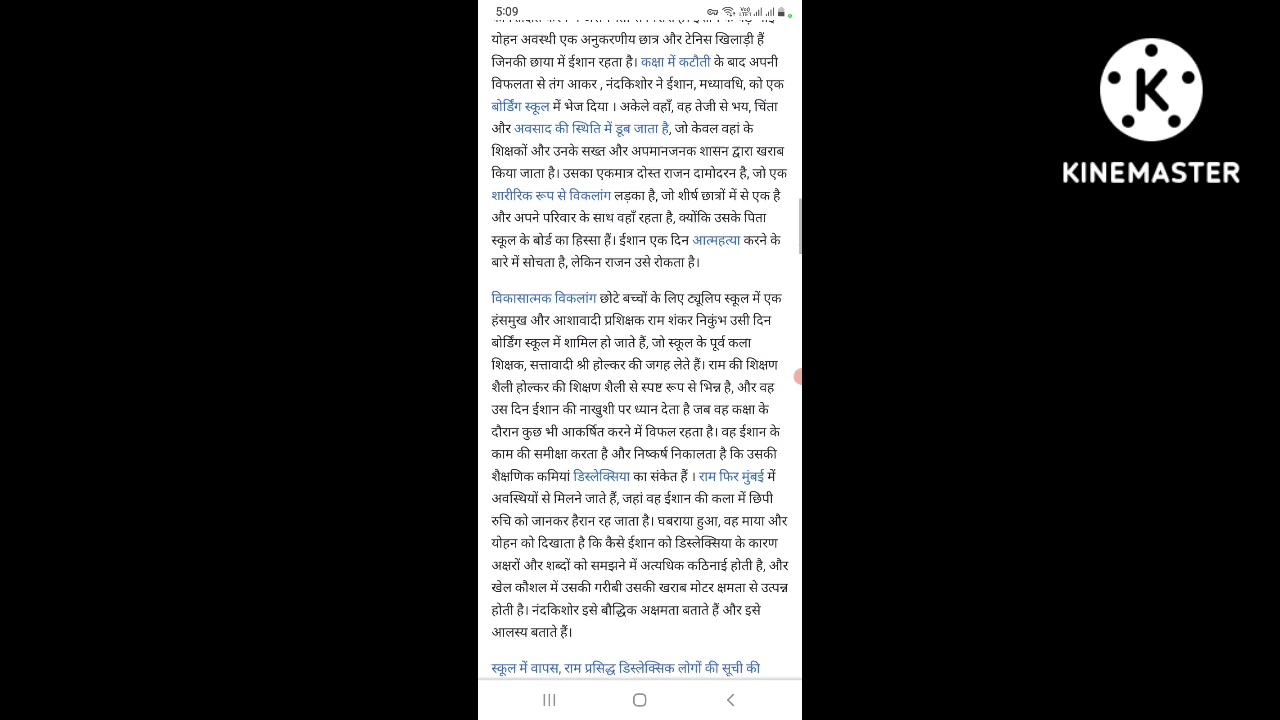 5:09
योहन अवस्थी एक अनुकरणीय छात्र और टेनिस खिलाड़ी हैं
जिनकी छाया में ईशान रहता है। कक्षा में कटौती के बाद अपनी
विफलता से तंग आकर , नंदकिशोर ने ईशान, मध्यावधि, को एक
बोर्डिंग स्कूल में भेज दिया । अकेले वहाँ, वह तेजी से भय, चिंता
और अवसाद की स्थिति में डूब जाता है, जो केवल वहां के
शिक्षकों और उनके सख्त और अपमानजनक शासन द्वारा खराब
किया जाता है। उसका एकमात्र दोस्त राजन दामोदरन है, जो एक
शारीरिक रूप से विकलांग लड़का है, जो शीर्ष छात्रों में से एक है
और अपने परिवार के साथ वहाँ रहता है, क्योंकि उसके पिता
स्कूल के बोर्ड का हिस्सा हैं। ईशान एक दिन आत्महत्या करने के
बारे में सोचता है, लेकिन राजन उसे रोकता है।
विकासात्मक विकलांग छोटे बच्चों के लिए ट्यूलिप स्कूल में एक
हंसमुख और आशावादी प्रशिक्षक राम शंकर निकुंभ उसी दिन
बोर्डिंग स्कूल में शामिल हो जाते हैं, जो स्कूल के पूर्व कला
शिक्षक, सत्तावादी श्री होल्कर की जगह लेते हैं। राम की शिक्षण
शैली होल्कर की शिक्षण शैली से स्पष्ट रूप से भिन्न है, और वह
उस दिन ईशान की नाखुशी पर ध्यान देता है जब वह कक्षा के
दौरान कुछ भी आकर्षित करने में विफल रहता है। वह ईशान के
काम की समीक्षा करता है और निष्कर्ष निकालता है कि उसकी
शैक्षणिक कमियां डिस्लेक्सिया का संकेत हैं । राम फिर मुंबई में
अवस्थियों से मिलने जाते हैं, जहां वह ईशान की कला में छिपी
रुचि को जानकर हैरान रह जाता है। घबराया हुआ, वह माया और
योहन को दिखाता है कि कैसे ईशान को डिस्लेक्सिया के कारण
अक्षरों और शब्दों को समझने में अत्यधिक कठिनाई होती है, और
खेल कौशल में उसकी गरीबी उसकी खराब मोटर क्षमता से उत्पन्न
होती है। नंदकिशोर इसे बौद्धिक अक्षमता बताते हैं और इसे
आलस्य बताते हैं।
स्कूल में वापस, राम प्रसिद्ध डिस्लेक्सिक लोगों की सूची की
K
KINEMASTER